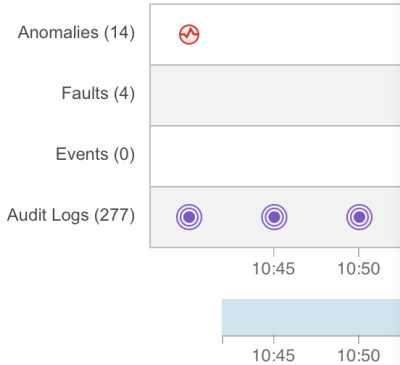 Anomalies (14)
Faults (4)
Events (0)
Audit Logs (277)
10:45 10:50
10:45 10:50